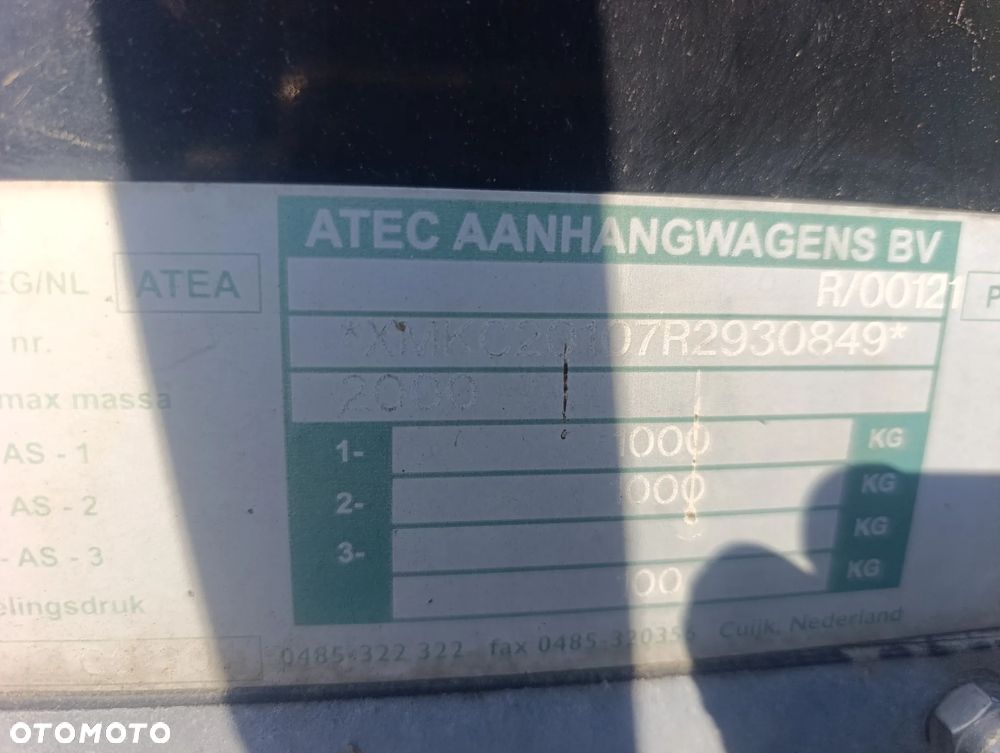 ATEC AANHANGWAGENS BV
EG/NL ATEA R/00121 P
nr. *XMKC20107R2930849*
max massa 2000
AS - 1 1- 1000 KG
- AS - 2 2- 1000 KG
- AS - 3 3- KG
elingsdruk 100 KG
0485-322 322 fax 0485-320356 Cuijk, Nederland
OTOMOTO